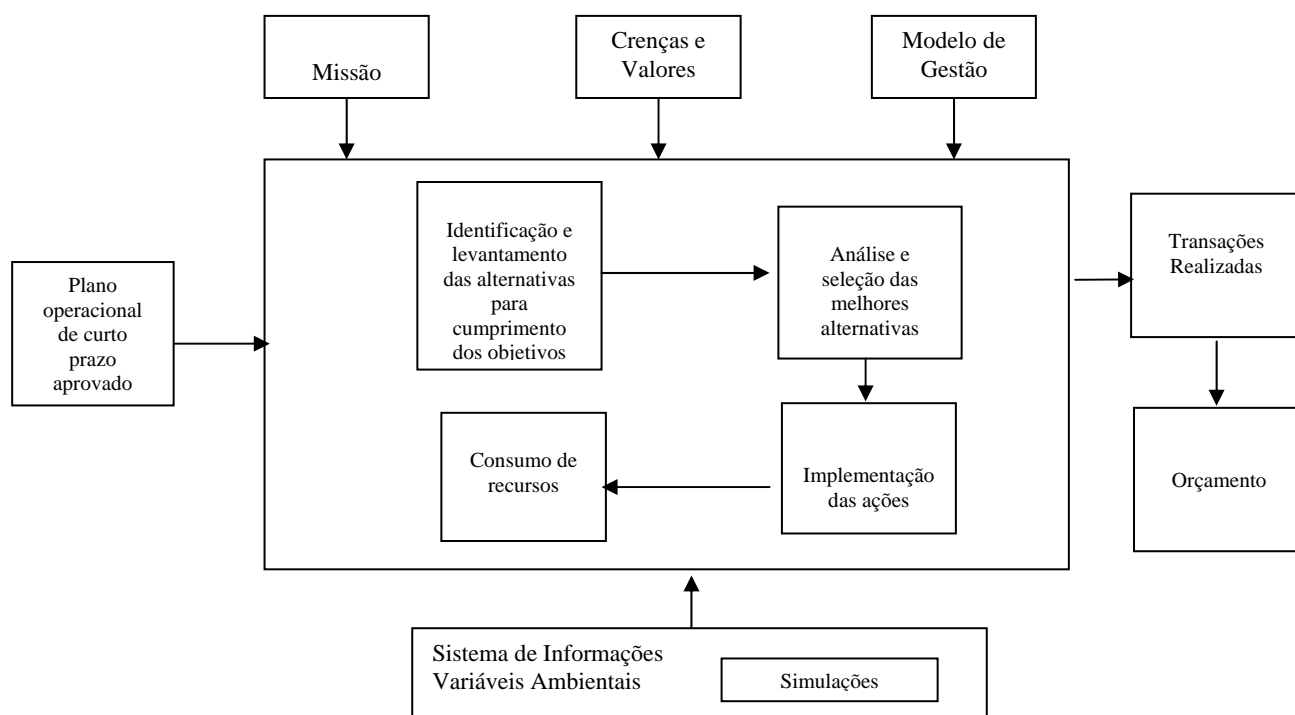 Missão
Crenças e
Valores
Modelo de
Gestão
Plano
operacional
de curto
prazo
aprovado
Identificação e
levantamento
das alternativas
para
cumprimento
dos objetivos
Análise e
seleção das
melhores
alternativas
Consumo de
recursos
Implementação
das ações
Transações
Realizadas
Orçamento
Sistema de Informações
Variáveis Ambientais
Simulações